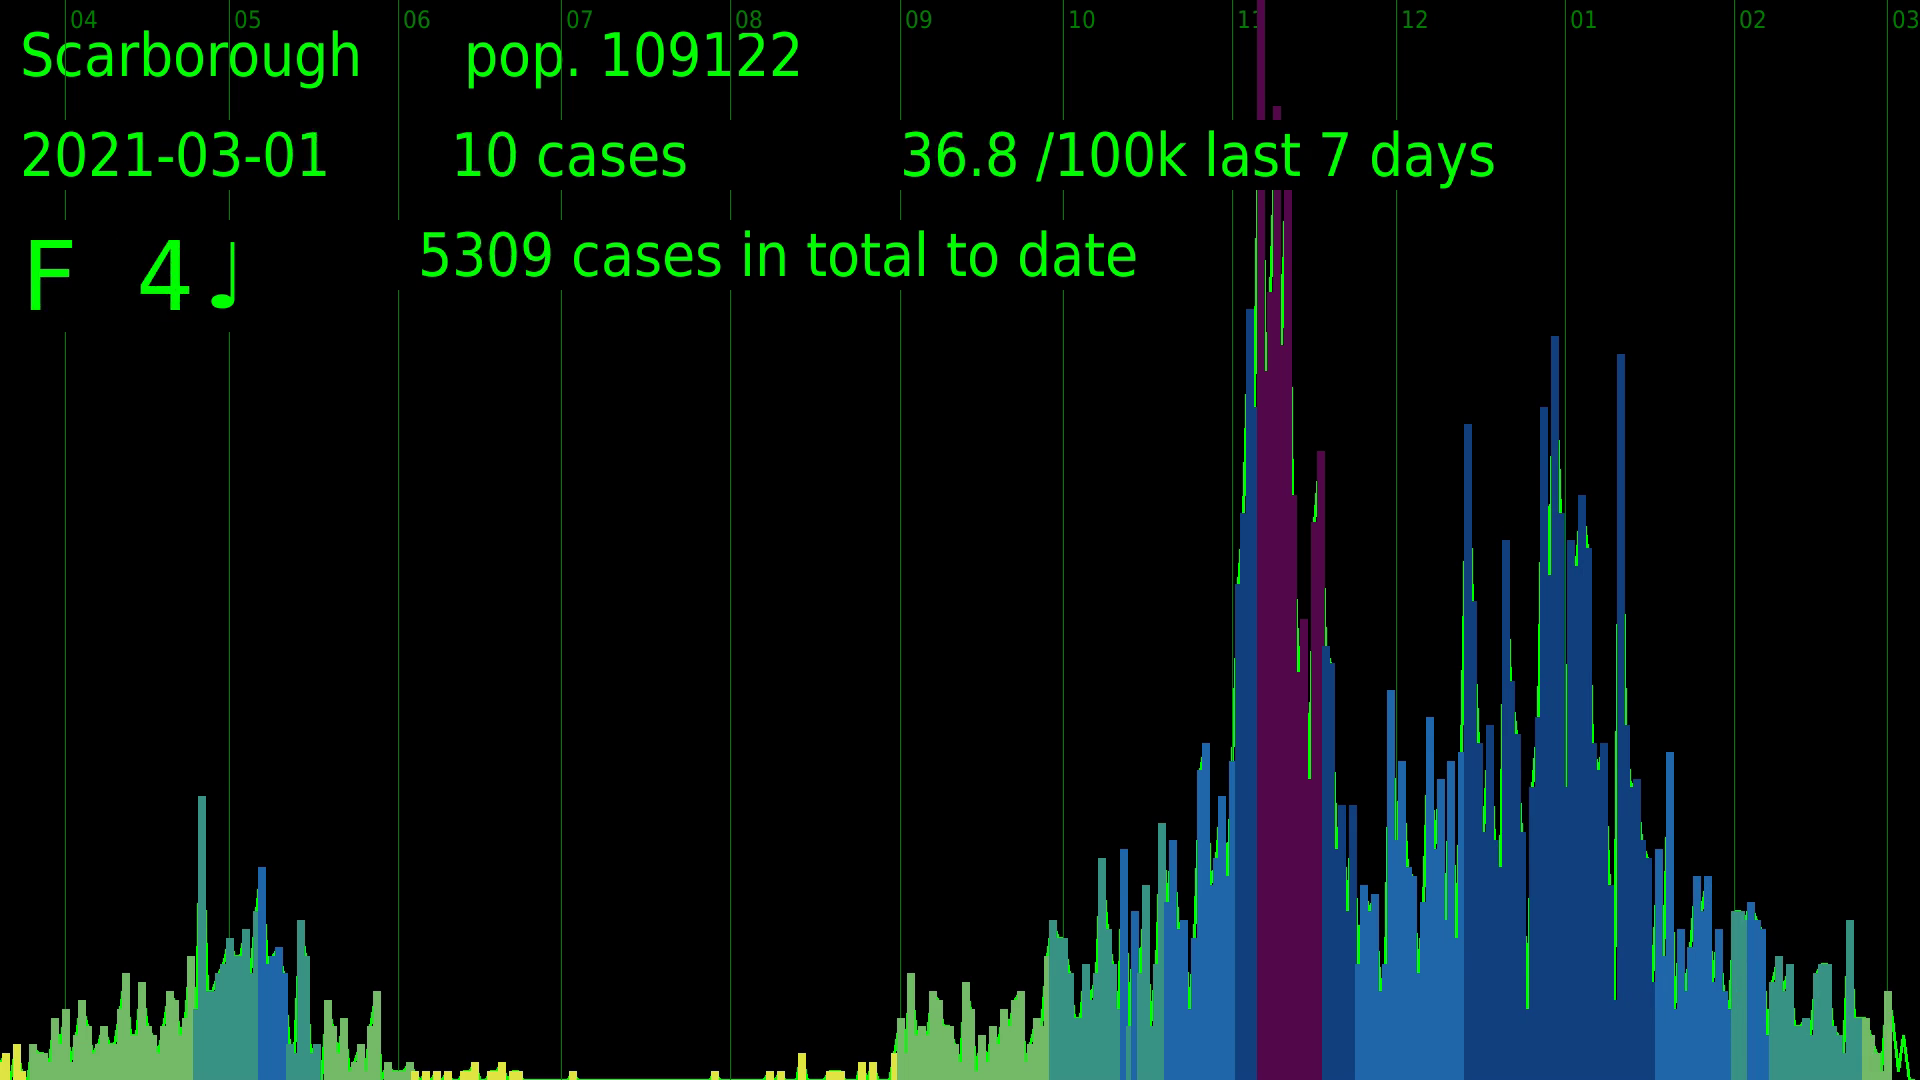 04 05 06 07 08 09 10 11 12 01 02 03
Scarborough pop. 109122
2021-03-01 10 cases 36.8 /100k last 7 days
F 4♩ 5309 cases in total to date